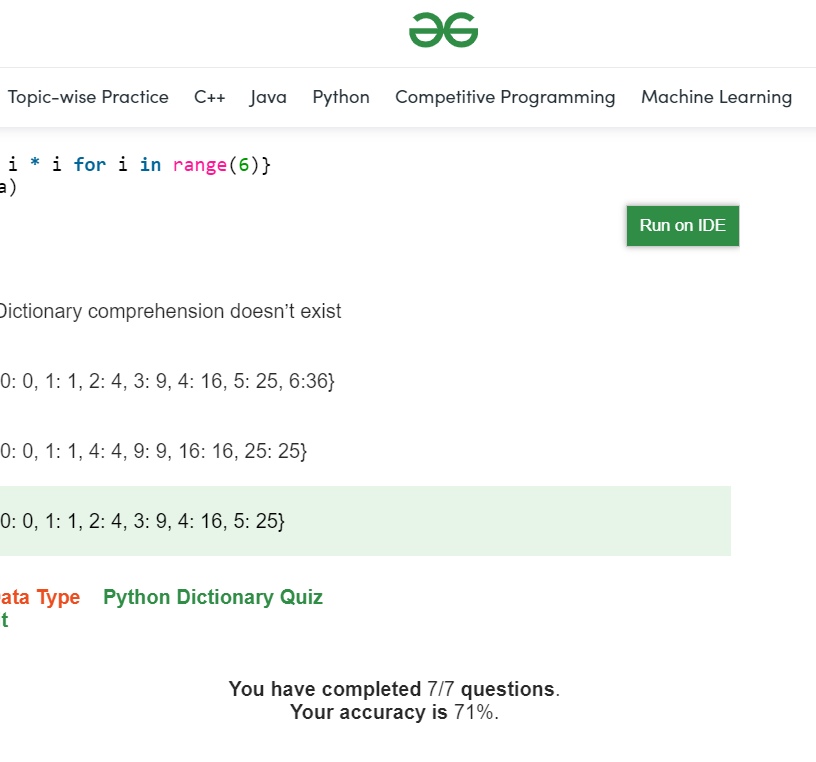 Topic-wise Practice C++ Java Python Competitive Programming Machine Learning
i * i for i in range(6)}
a)
Run on IDE
Dictionary comprehension doesn’t exist
0: 0, 1: 1, 2: 4, 3: 9, 4: 16, 5: 25, 6:36}
0: 0, 1: 1, 4: 4, 9: 9, 16: 16, 25: 25}
0: 0, 1: 1, 2: 4, 3: 9, 4: 16, 5: 25}
ata Type Python Dictionary Quiz
t
You have completed 7/7 questions.
Your accuracy is 71%.